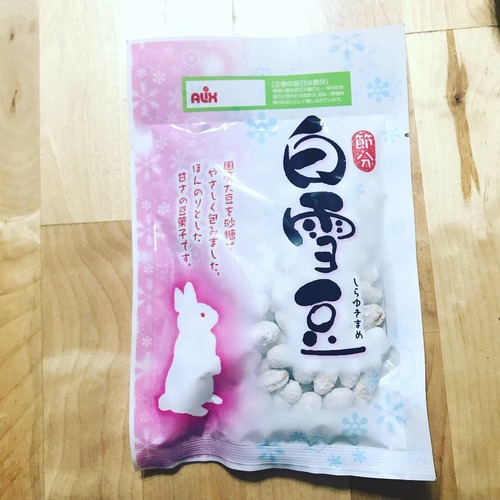 ALiX
節分
白雪豆
しらゆきまめ
国産大豆を砂糖で
やさしく包みました。
ほんのりとした
甘さの豆菓子です。